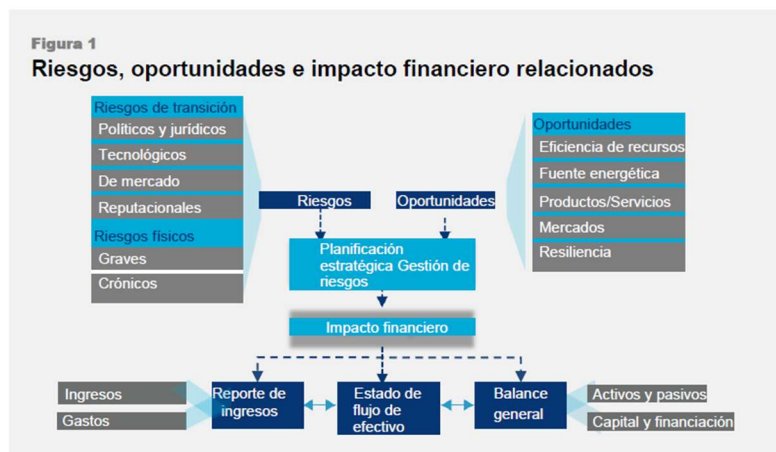 Figura 1
Riesgos, oportunidades e impacto financiero relacionados
Riesgos de transición
Políticos y jurídicos
Tecnológicos
De mercado
Reputacionales
Riesgos físicos
Graves
Crónicos
Riesgos
Oportunidades
Oportunidades
Eficiencia de recursos
Fuente energética
Productos/Servicios
Mercados
Resiliencia
Planificación
estratégica Gestión de
riesgos
Impacto financiero
Ingresos
Gastos
Reporte de
ingresos
Estado de
flujo de
efectivo
Balance
general
Activos y pasivos
Capital y financiación